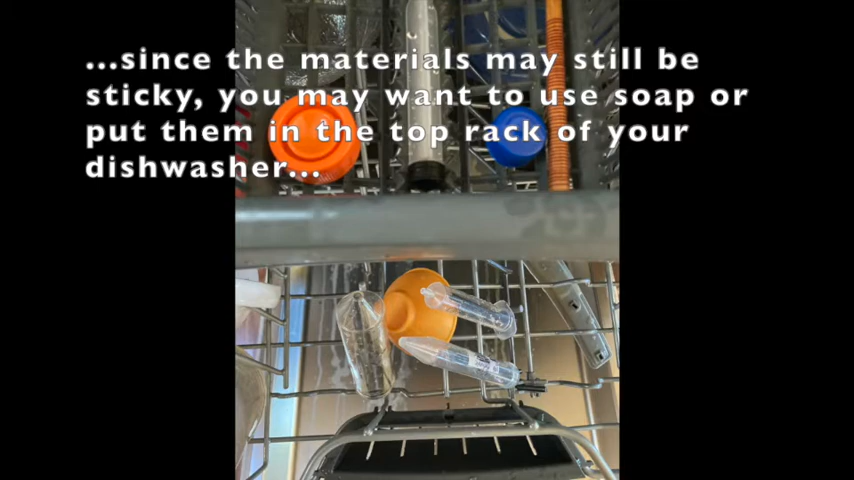 ...since the materials may still be
sticky, you may want to use soap or
put them in the top rack of your
dishwasher...